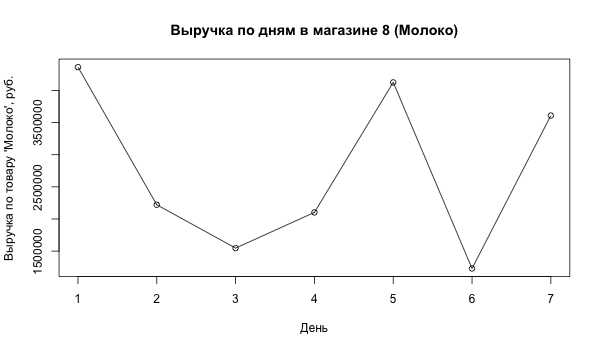 Выручка по дням в магазине 8 (Молоко)
Выручка по товару 'Молоко', руб.
3500000
2500000
1500000
1 2 3 4 5 6 7
День